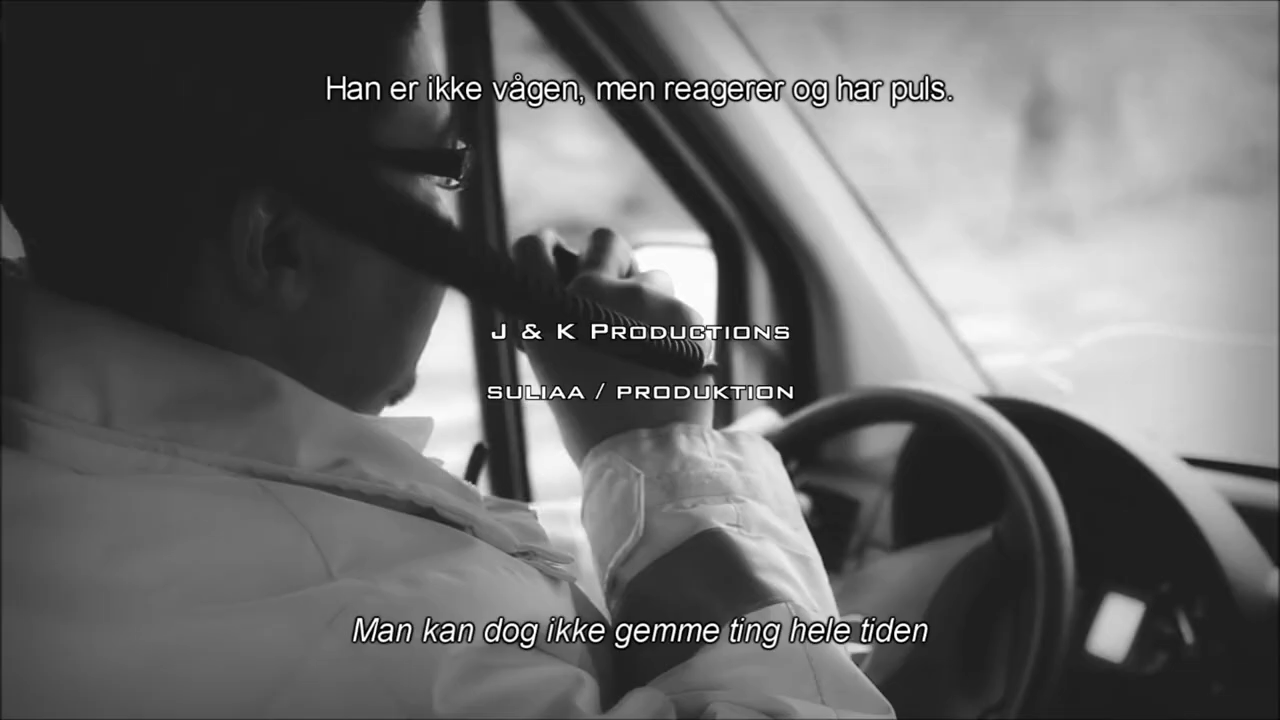 Han er ikke vågen, men reagerer og har puls.
J & K PRODUCTIONS
SULIAA / PRODUKTION
Man kan dog ikke gemme ting hele tiden